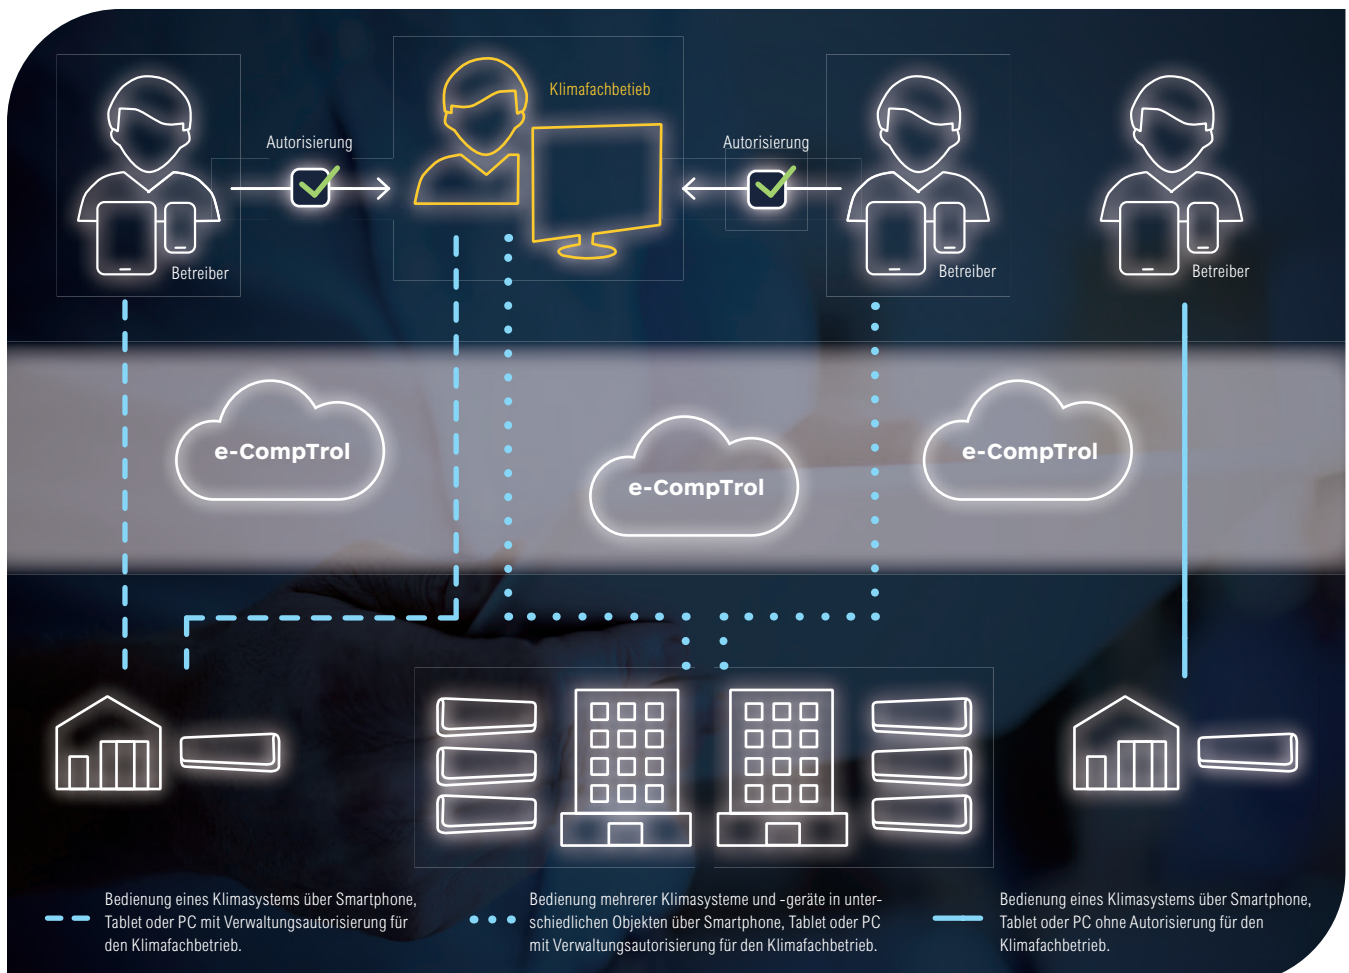 Klimafachbetieb
Autorisierung
Autorisierung
Betreiber
Betreiber
Betreiber
e-CompTrol
e-CompTrol
e-CompTrol
Bedienung eines Klimasystems über Smartphone,
Tablet oder PC mit Verwaltungsautorisierung für
den Klimafachbetrieb.
Bedienung mehrerer Klimasysteme und -geräte in unter-
schiedlichen Objekten über Smartphone, Tablet oder PC
mit Verwaltungsautorisierung für den Klimafachbetrieb.
Bedienung eines Klimasystems über Smartphone,
Tablet oder PC ohne Autorisierung für den
Klimafachbetrieb.